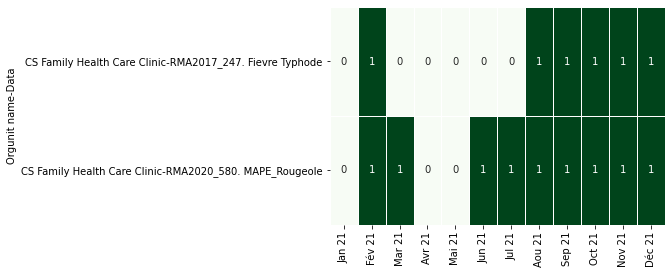 Orgunit name-Data
CS Family Health Care Clinic-RMA2017_247. Fievre Typhode 0 1 0 0 0 0 0 1 1 1 1 1
CS Family Health Care Clinic-RMA2020_580. MAPE_Rougeole 0 1 1 0 0 1 1 1 1 1 1 1
Jan 21 Fév 21 Mar 21 Avr 21 Mai 21 Jun 21 Jul 21 Aou 21 Sep 21 Oct 21 Nov 21 Déc 21